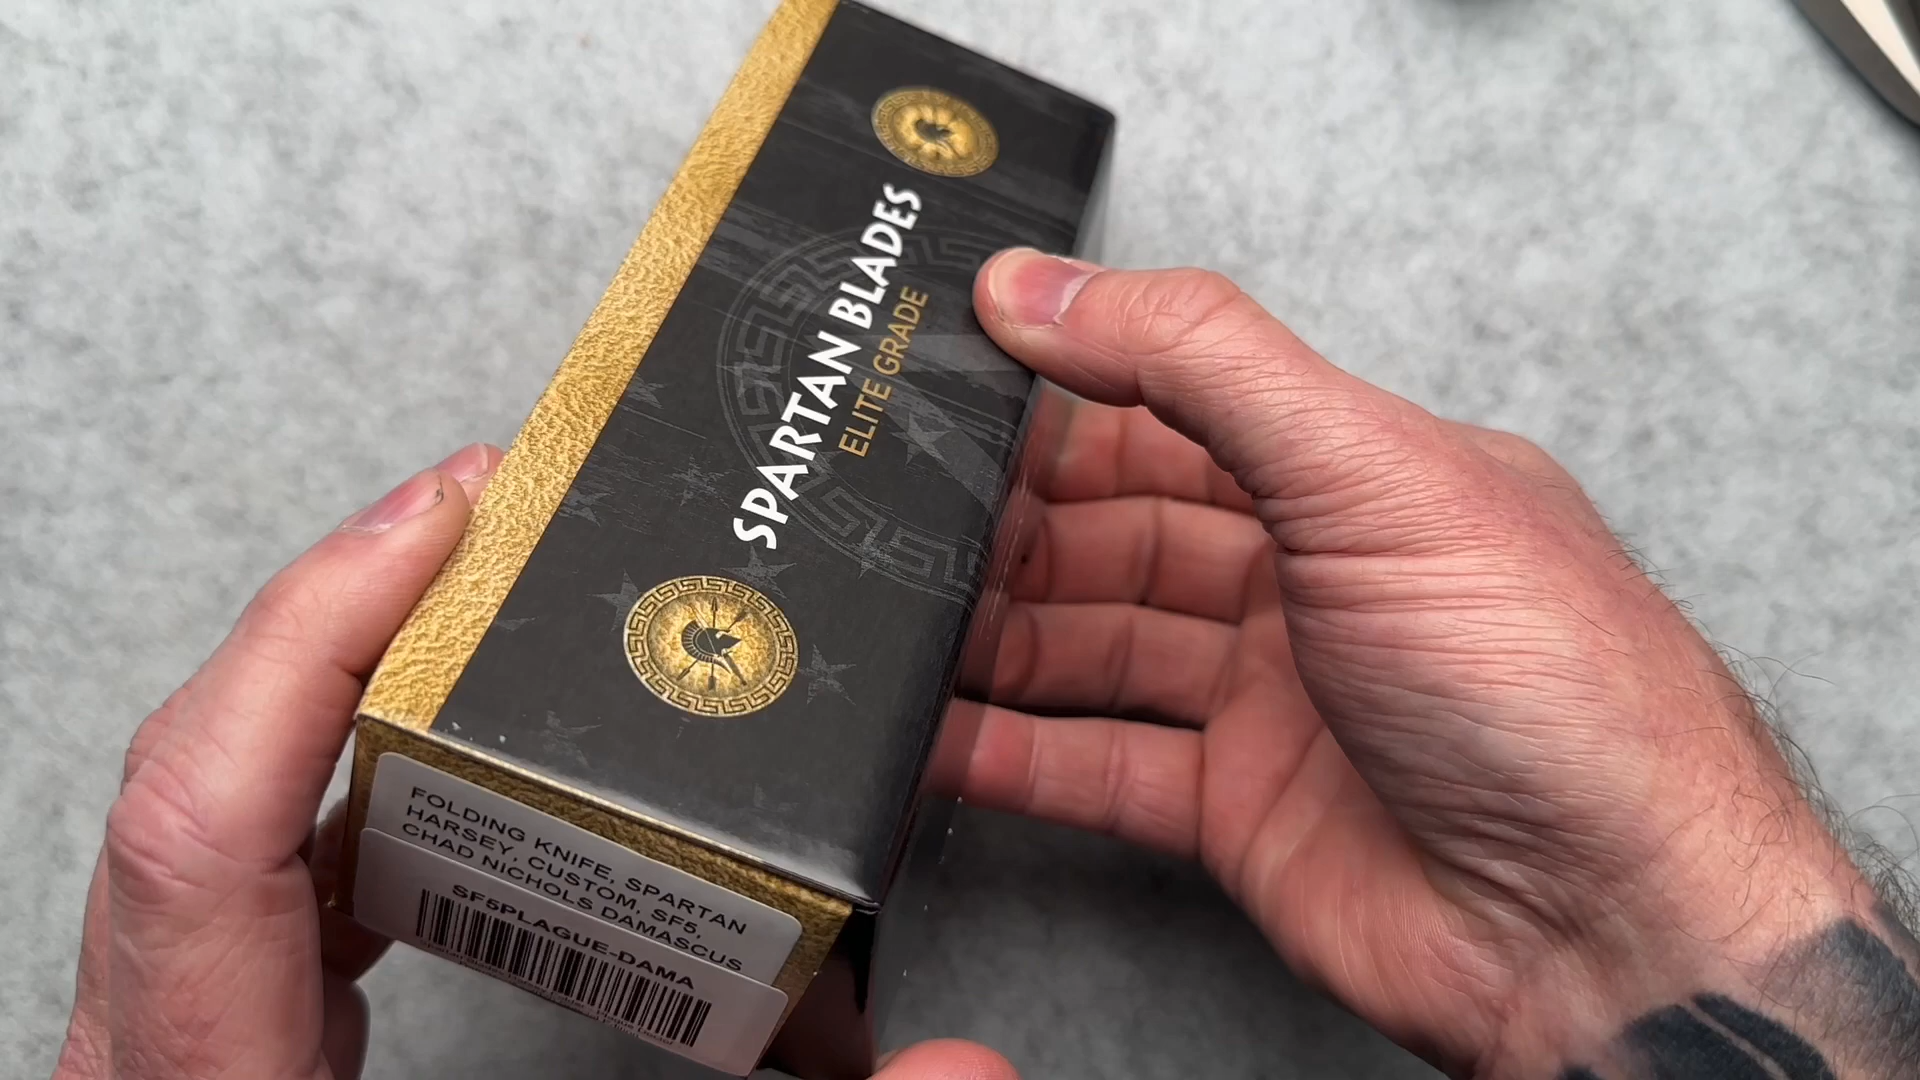 SPARTAN BLADES
ELITE GRADE
FOLDING KNIFE, SPARTAN
HARSEY, CUSTOM, SF5,
CHAD NICHOLS DAMASCUS
SF5PLAGUE-DAMA